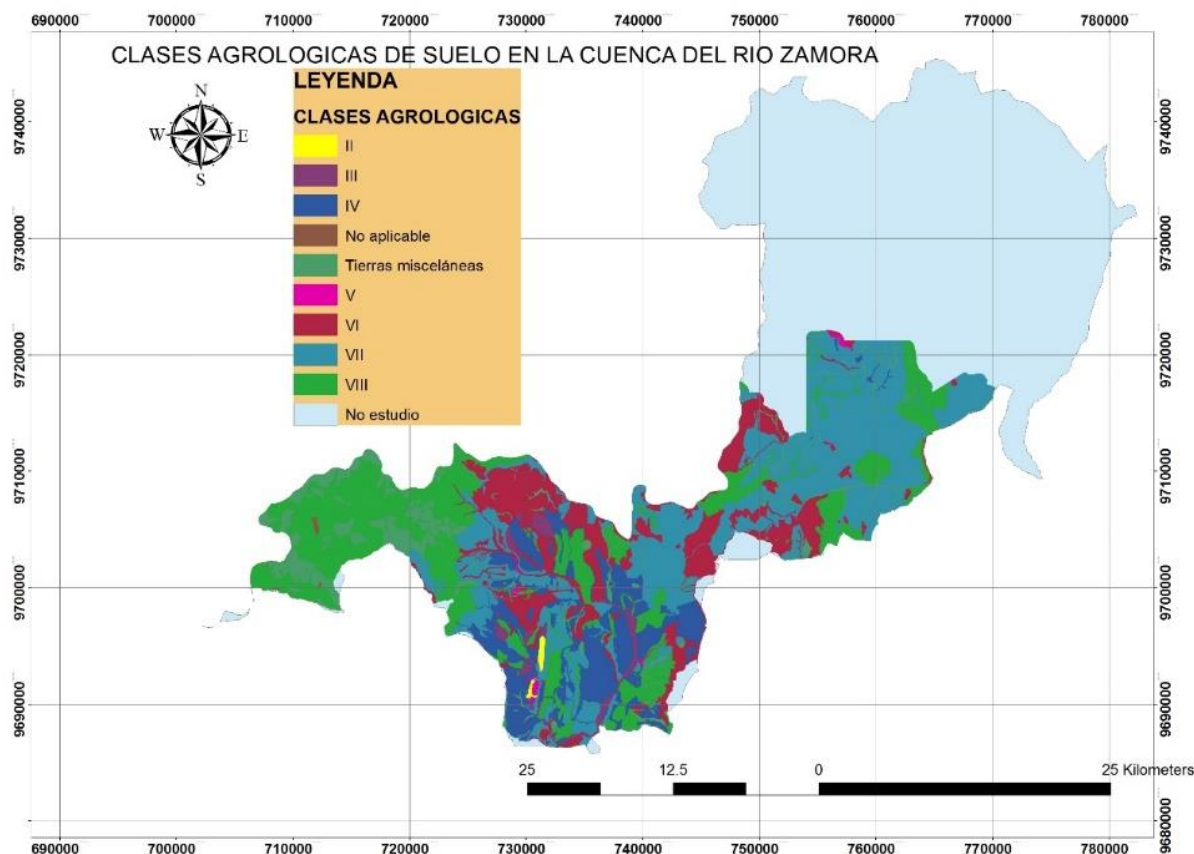 690000 700000 710000 720000 730000 740000 750000 760000 770000 780000
CLASES AGROLOGICAS DE SUELO EN LA CUENCA DEL RIO ZAMORA
LEYENDA
CLASES AGROLOGICAS
II
III
IV
No aplicable
Tierras misceláneas
V
VI
VII
VIII
No estudio
N
W E
S
9740000 9740000
9730000 9730000
9720000 9720000
9710000 9710000
9700000 9700000
9690000 9690000
9680000 9680000
25 12.5 0 25 Kilometers
690000 700000 710000 720000 730000 740000 750000 760000 770000 780000